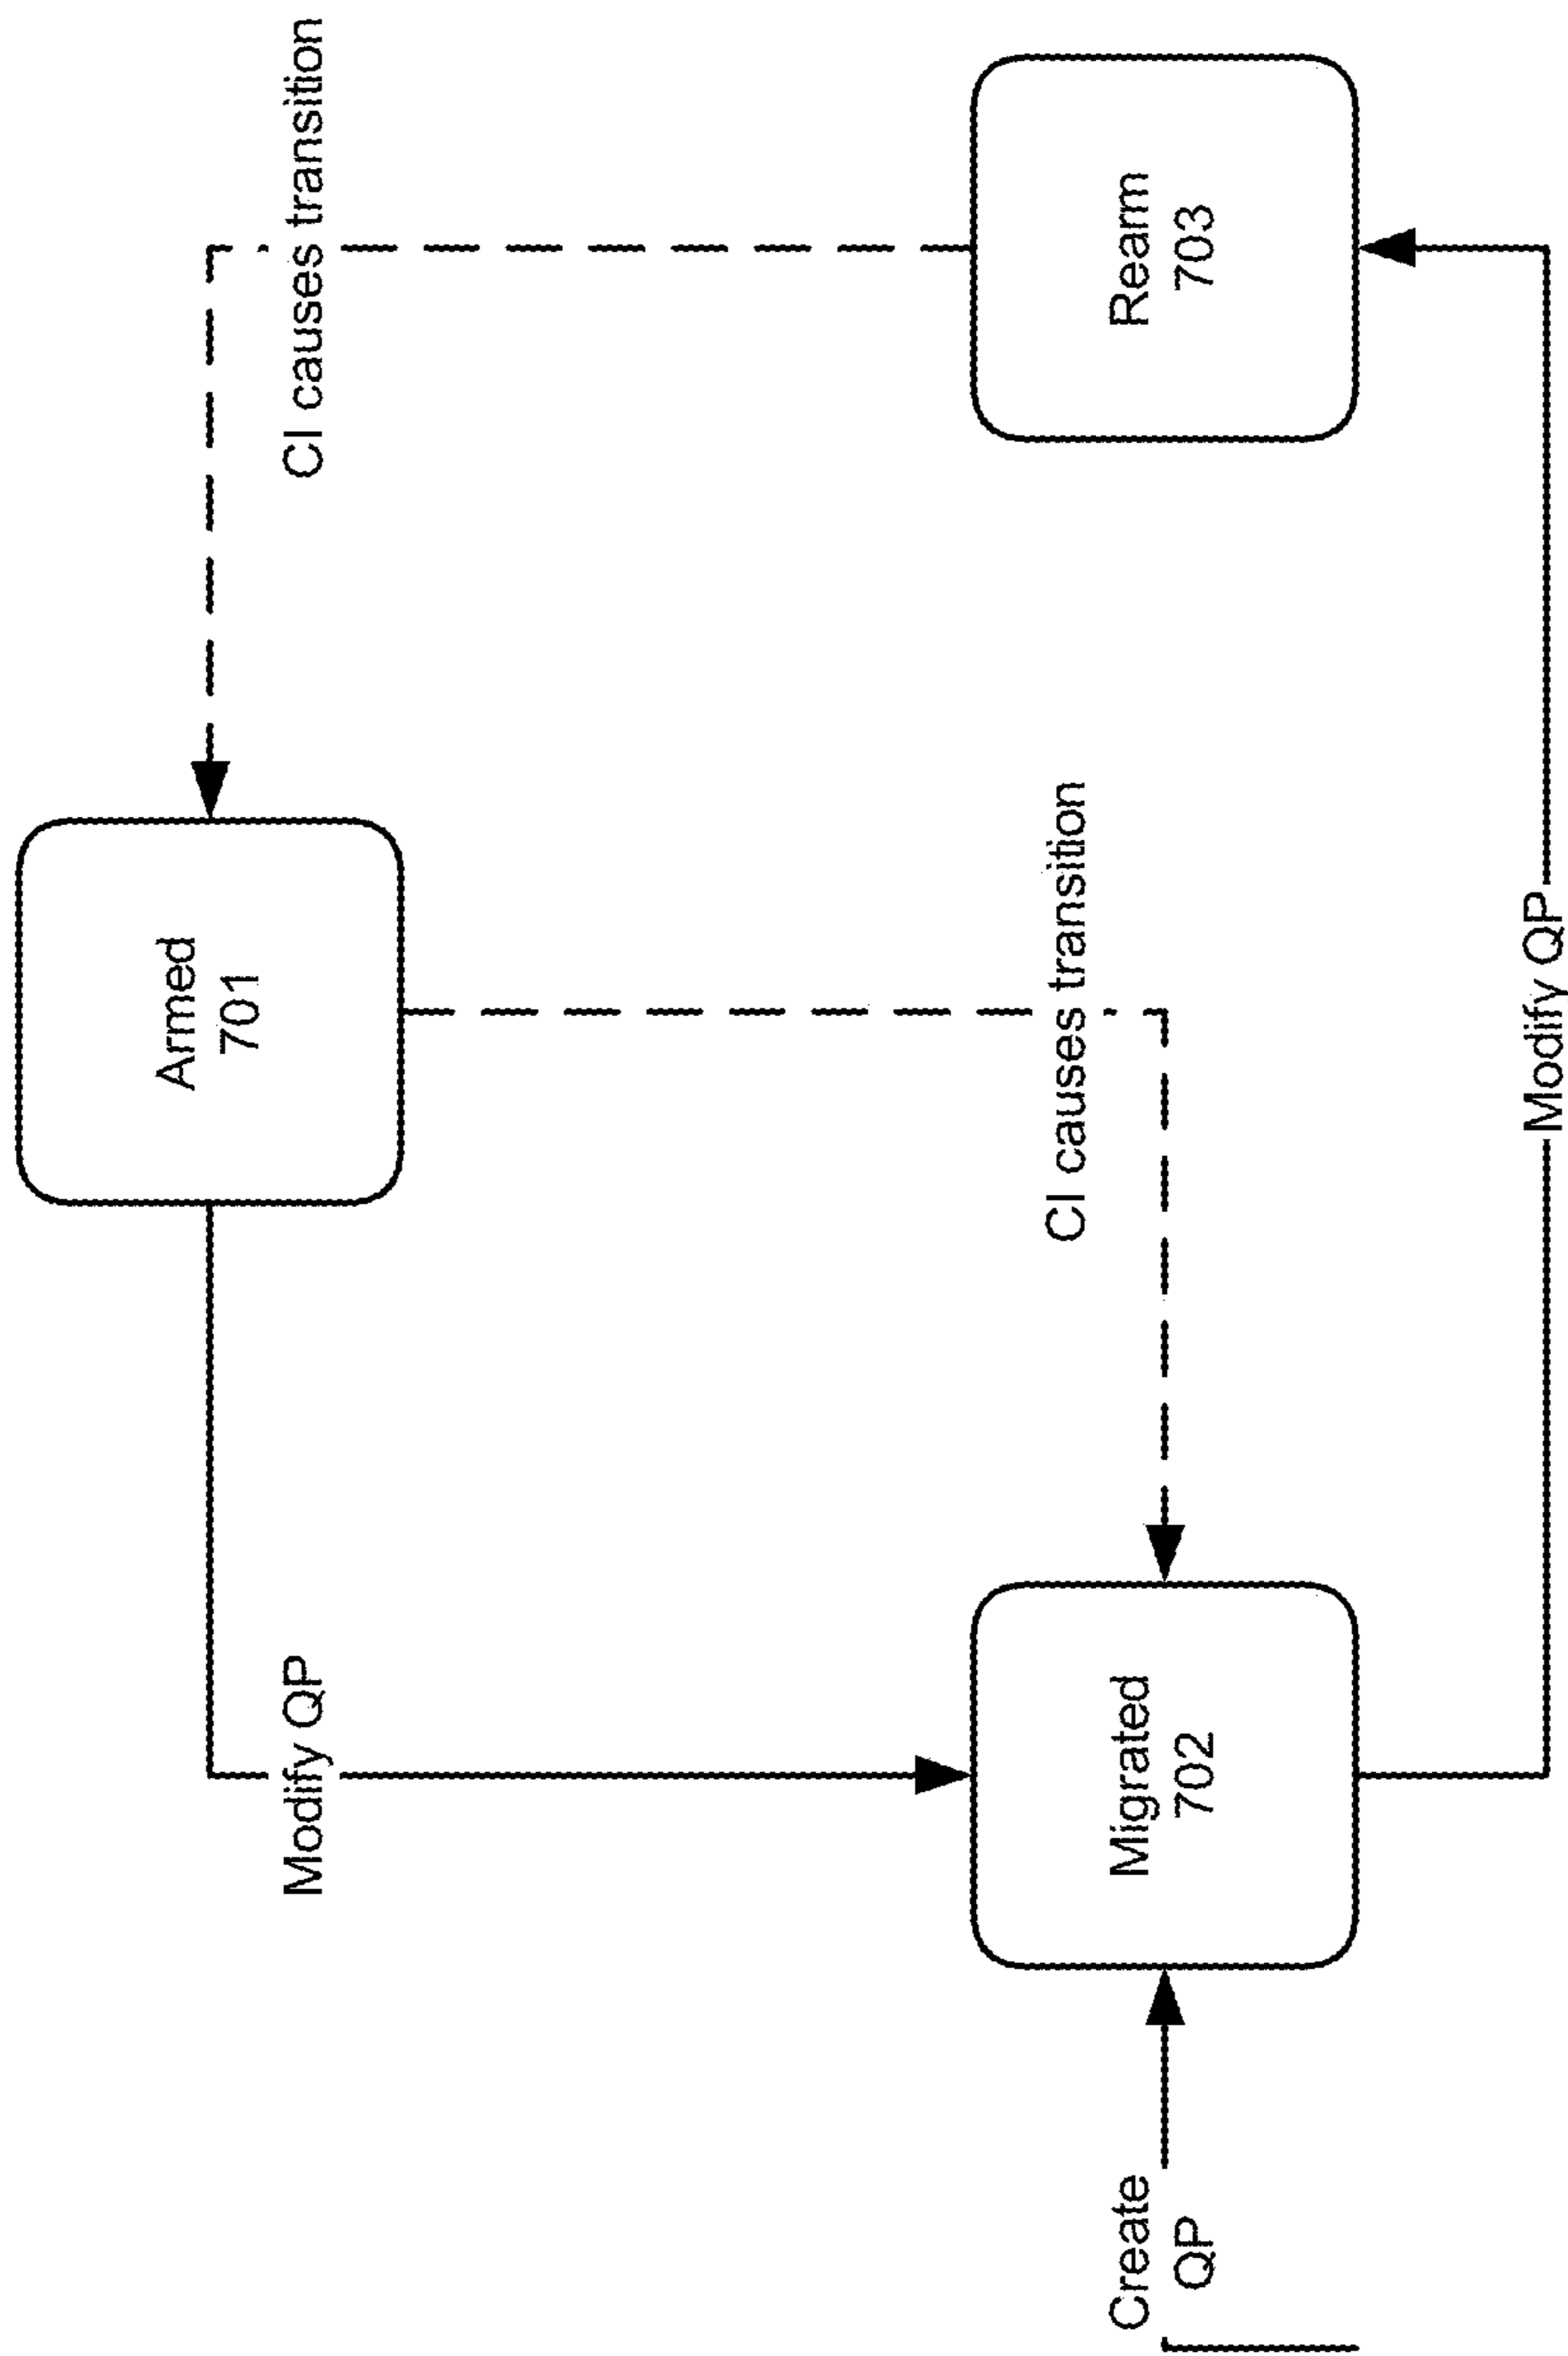 Armed
701
CI causes transition
Modify QP
CI causes transition
Create
QP
Migrated
702
Rearm
703
Modify QP